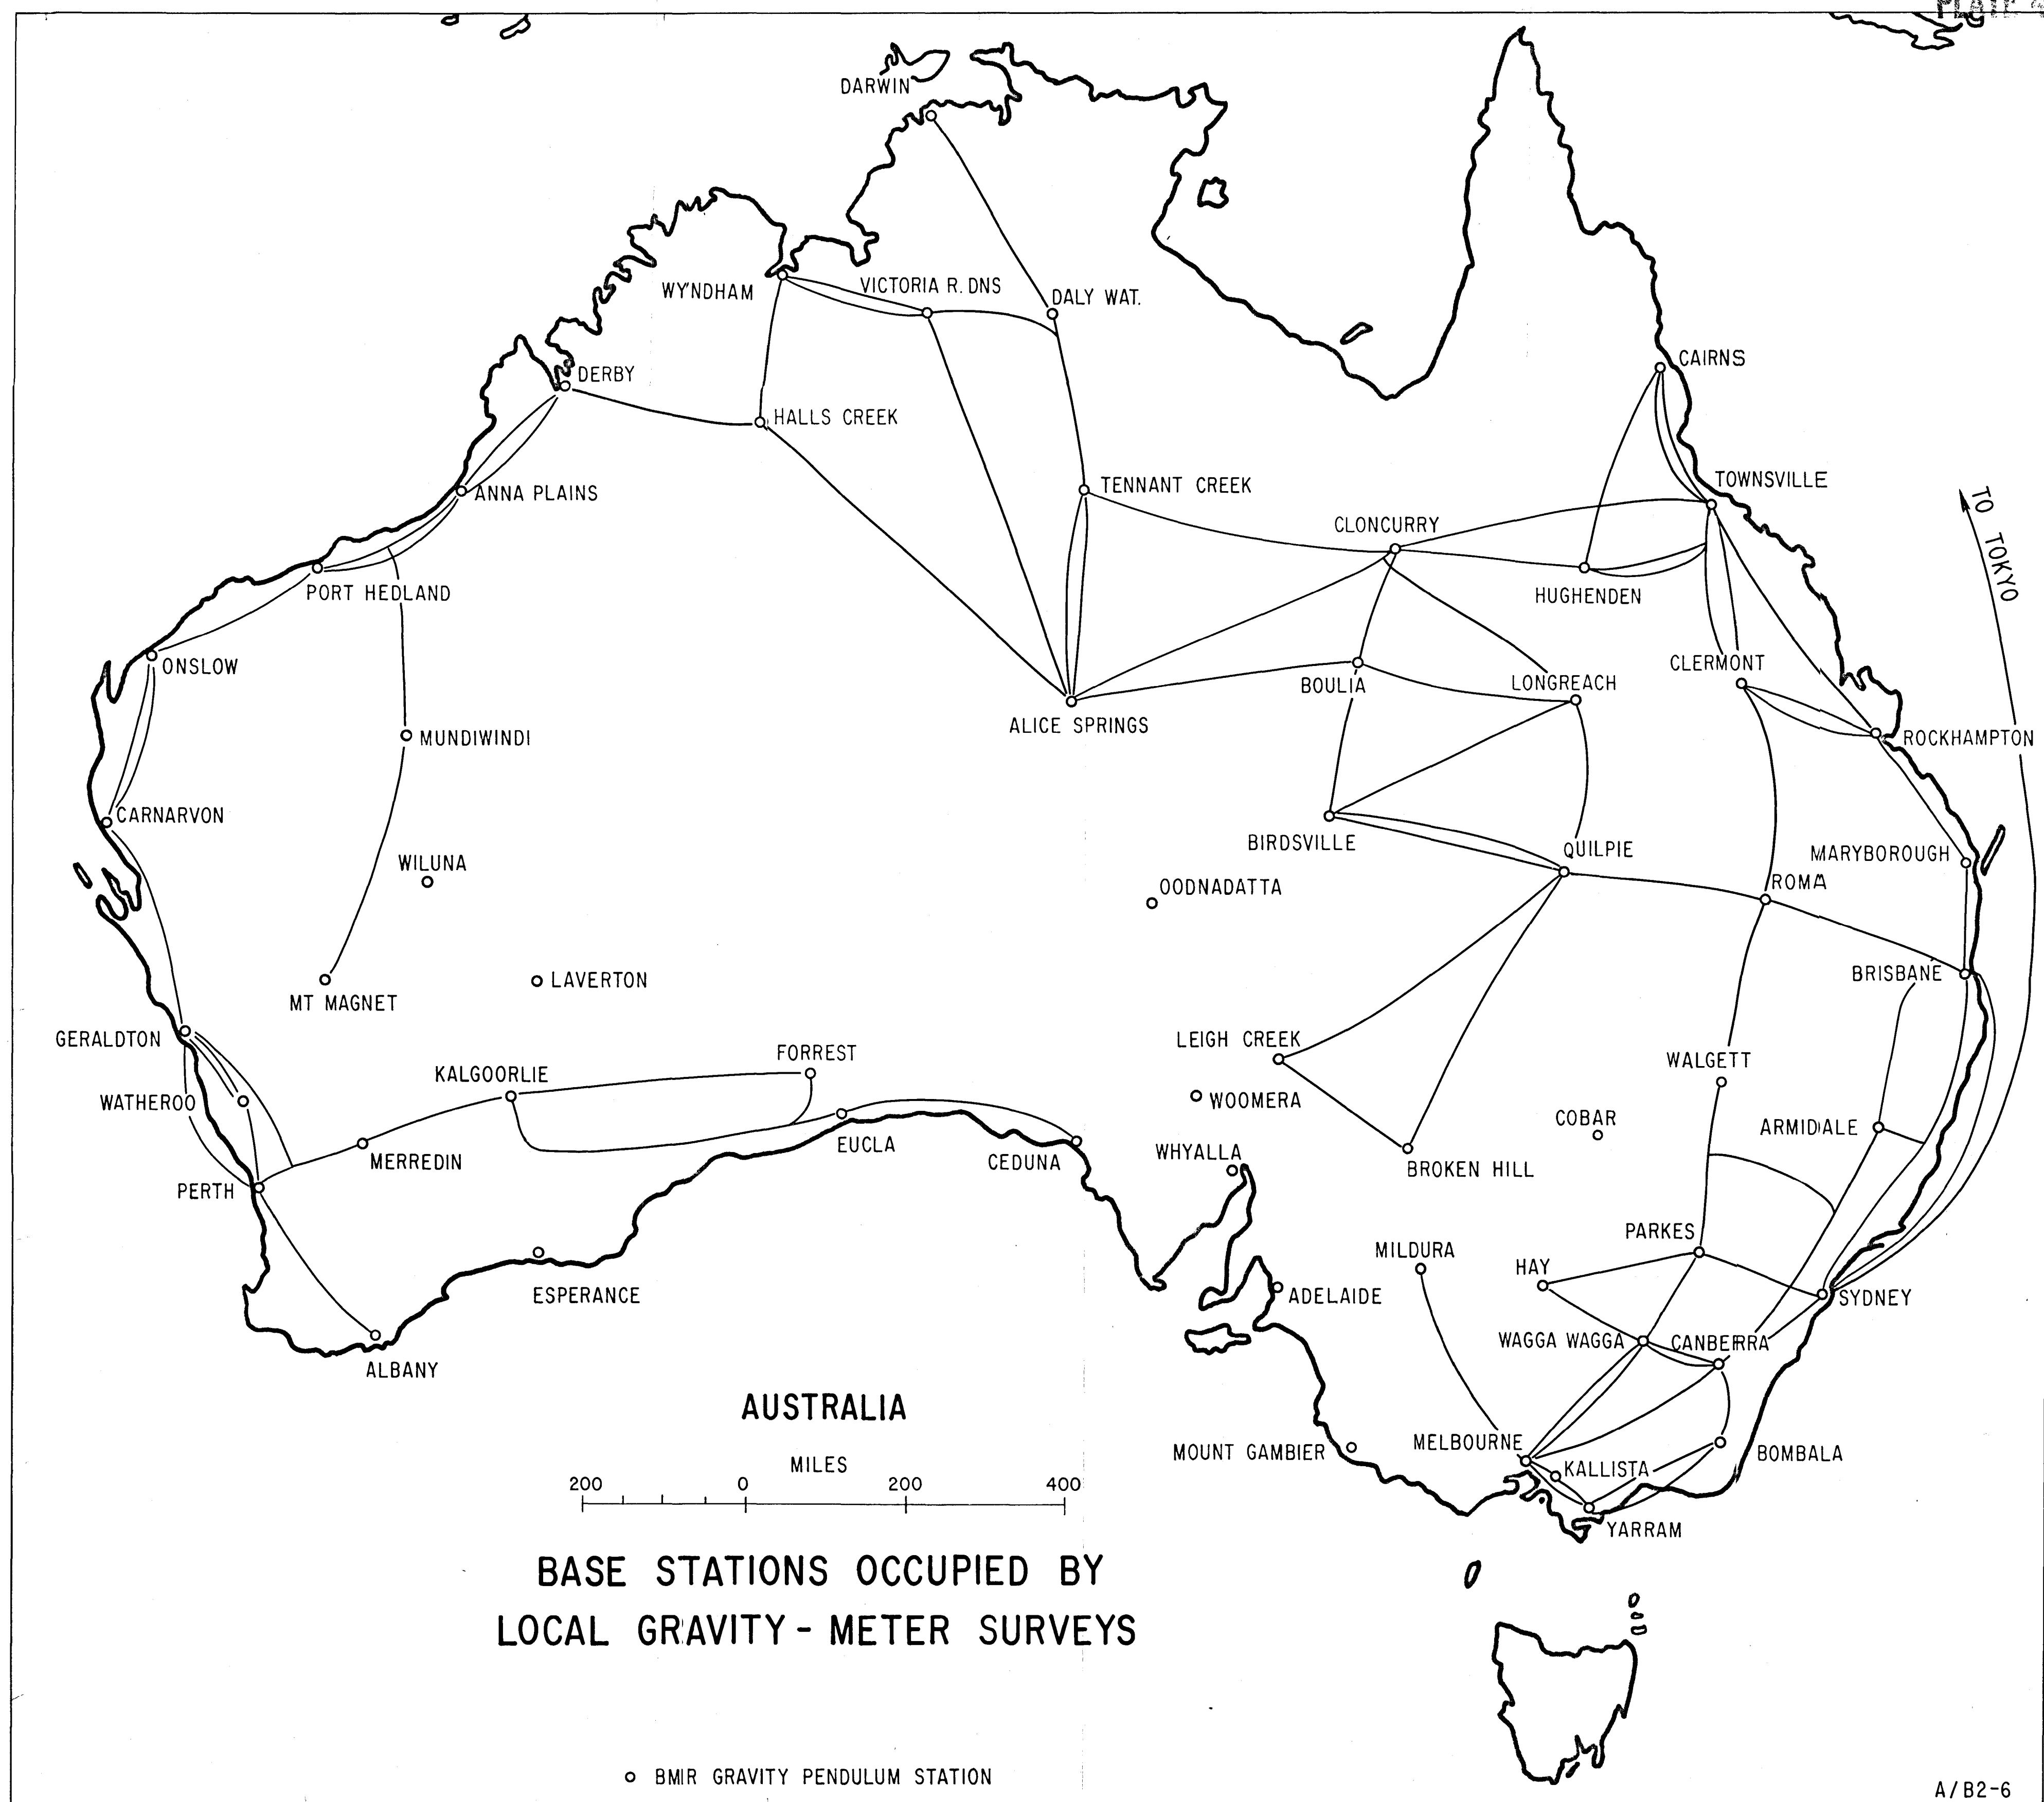 PLATE
DARWIN
WYNDHAM
VICTORIA R. DNS
DALY WAT.
CAIRNS
DERBY
HALLS CREEK
TOWNSVILLE
ANNA PLAINS
TENNANT CREEK
TO TOKYO
CLONCURRY
PORT HEDLAND
HUGHENDEN
ONSLOW
CLERMONT
BOULIA
LONGREACH
ALICE SPRINGS
MUNDIWINDI
ROCKHAMPTON
CARNARVON
BIRDSVILLE
QUILPIE
MARYBOROUGH
WILUNA
OODNADATTA
ROMA
BRISBANE
LAVERTON
MT MAGNET
GERALDTON
LEIGH CREEK
FORREST
WALGETT
KALGOORLIE
WATHEROO
WOOMERA
COBAR
ARMIDALE
EUCLA
WHYALLA
MERREDIN
CEDUNA
BROKEN HILL
PERTH
PARKES
MILDURA
HAY
ESPERANCE
ADELAIDE
SYDNEY
WAGGA WAGGA
CANBERRA
ALBANY
AUSTRALIA
MOUNT GAMBIER
MELBOURNE
BOMBALA
MILES
KALLISTA
200 0 200 400
YARRAM
BASE STATIONS OCCUPIED BY
LOCAL GRAVITY - METER SURVEYS
BMR GRAVITY PENDULUM STATION
A/B2-6